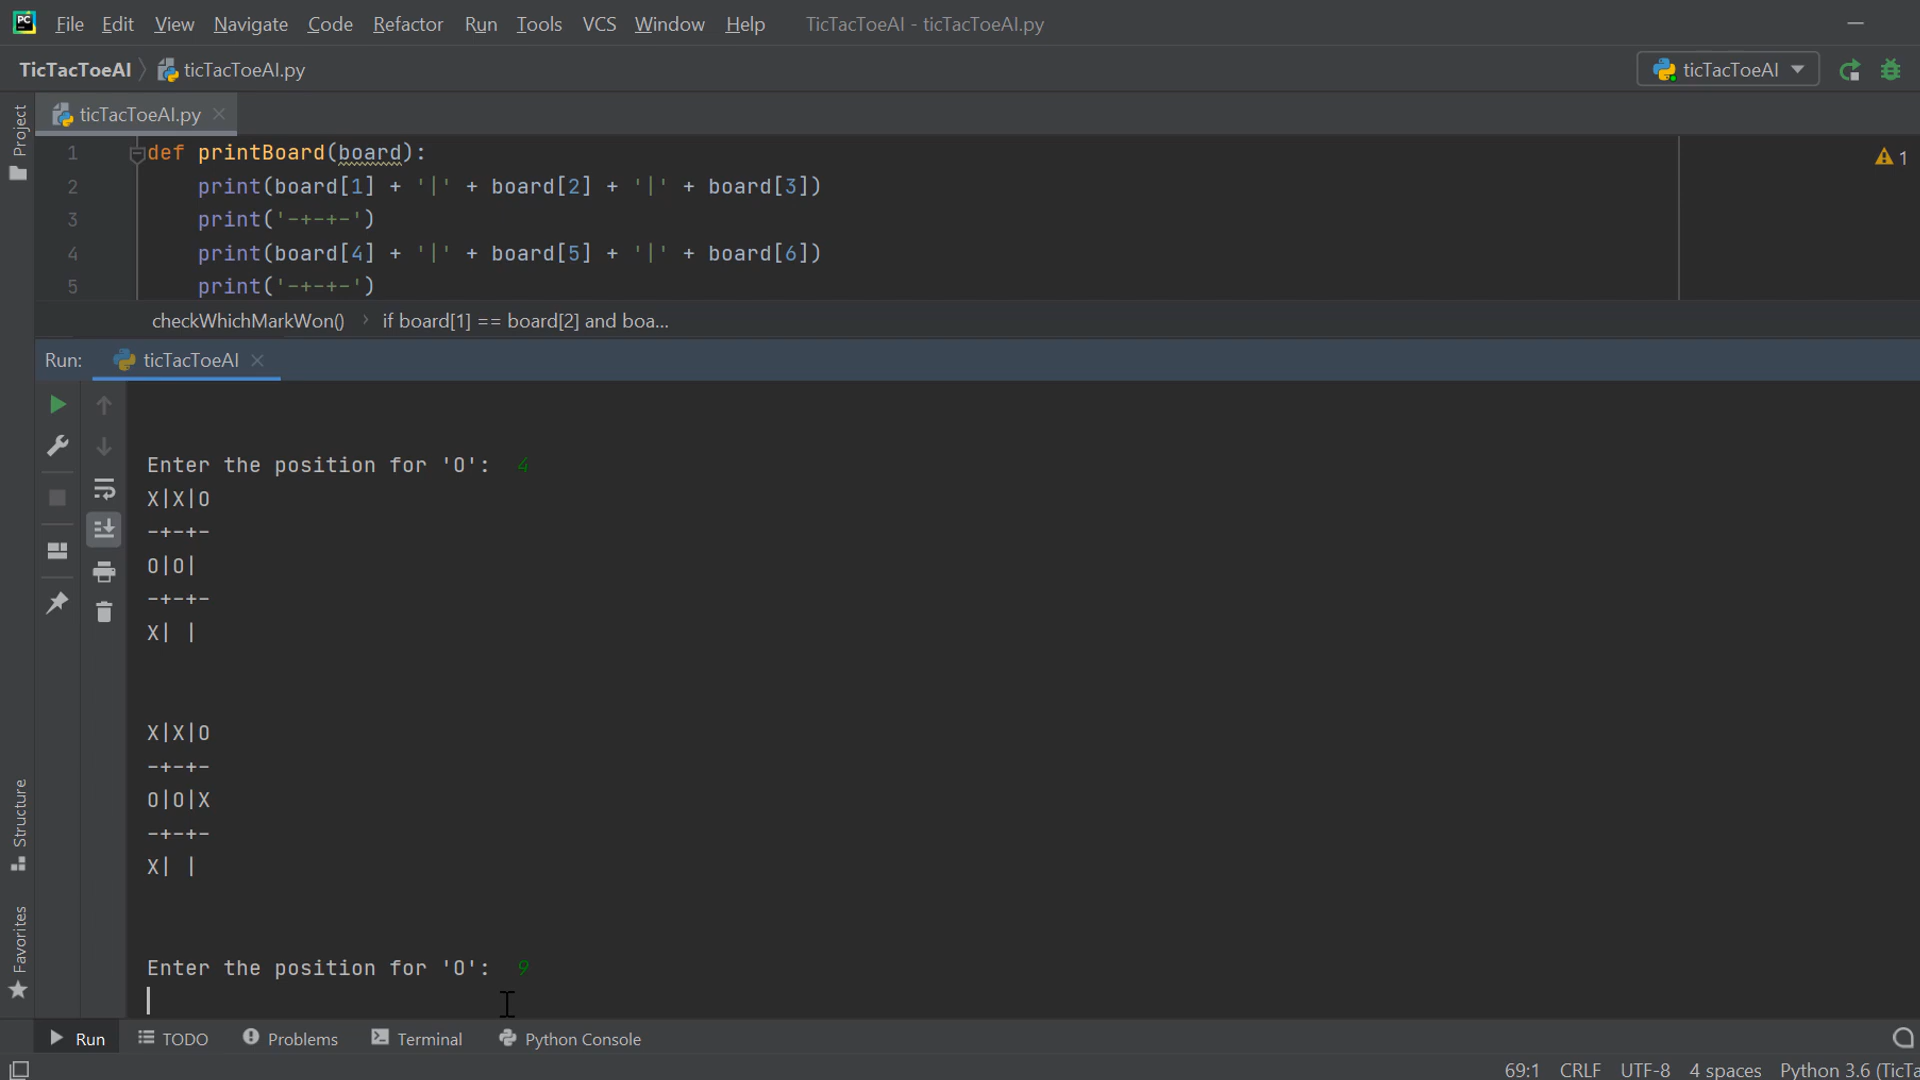 PC File Edit View Navigate Code Refactor Run Tools VCS Window Help TicTacToeAI - ticTacToeAI.py
TicTacToeAI ticTacToeAI.py ticTacToeAI
Project
ticTacToeAI.py
1 def printBoard(board): 1
2 print(board[1] + '|' + board[2] + '|' + board[3])
3 print('-+-+-')
4 print(board[4] + '|' + board[5] + '|' + board[6])
5 print('-+-+-')
checkWhichMarkWon() if board[1] == board[2] and boa...
Run: ticTacToeAI
Enter the position for 'O': 4
X|X|O
-+-+-
O|O|
-+-+-
X| |
X|X|O
-+-+-
O|O|X
-+-+-
X| |
Structure
Favorites
Enter the position for 'O': 9
Run TODO Problems Terminal Python Console
69:1 CRLF UTF-8 4 spaces Python 3.6 (TicTa